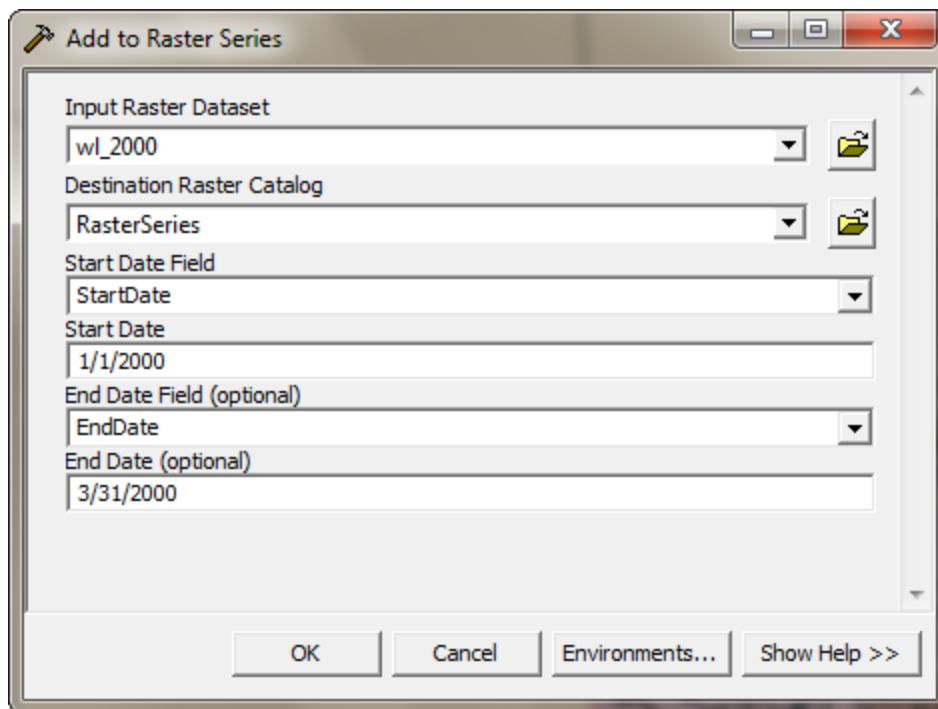 Add to Raster Series
Input Raster Dataset
wl_2000
Destination Raster Catalog
RasterSeries
Start Date Field
StartDate
Start Date
1/1/2000
End Date Field (optional)
EndDate
End Date (optional)
3/31/2000
OK Cancel Environments... Show Help >>